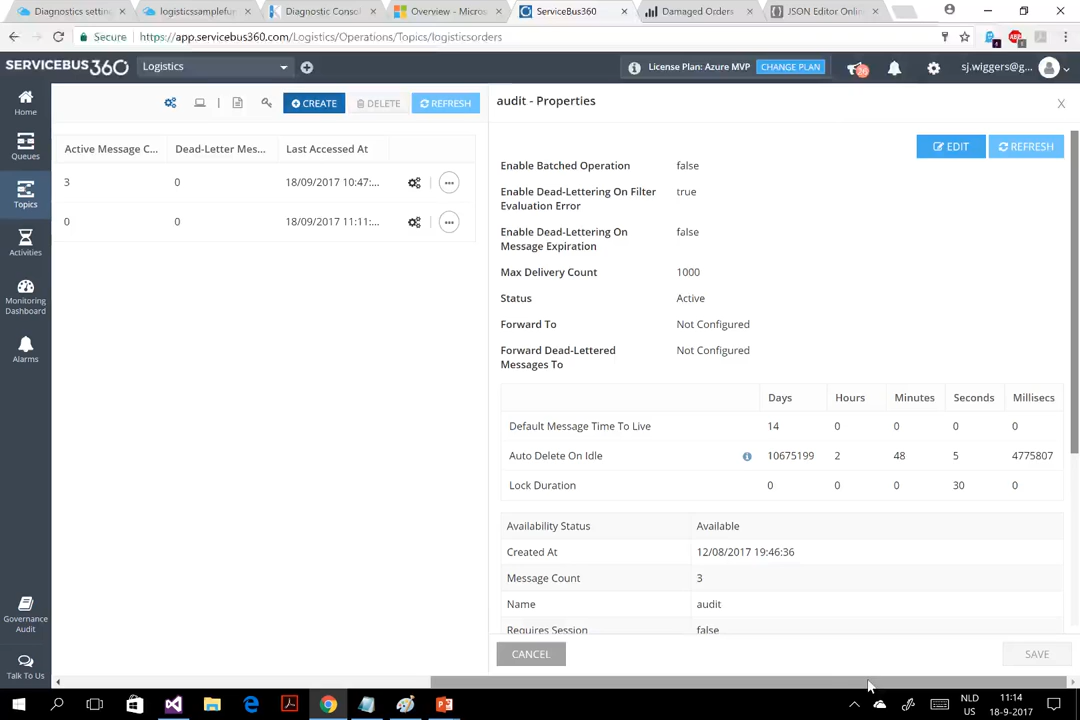 Diagnostics settin
logisticssamplefun
Diagnostic Conso
Overview - Micros
ServiceBus360
Damaged Orders
JSON Editor Onlin
Secure
https://app.servicebus360.com/Logistics/Operations/Topics/logisticsorders
SERVICEBUS360
Logistics
License Plan: Azure MVP
CHANGE PLAN
sj.wiggers@g...
Home
Queues
Topics
Activities
Monitoring
Dashboard
Alarms
Governance
Audit
Talk To Us
CREATE
DELETE
REFRESH
Active Message C... Dead-Letter Mes... Last Accessed At
3 0 18/09/2017 10:47:...
0 0 18/09/2017 11:11:...
audit - Properties
X
EDIT
REFRESH
Enable Batched Operation false
Enable Dead-Lettering On Filter
Evaluation Error
true
Enable Dead-Lettering On
Message Expiration
false
Max Delivery Count 1000
Status Active
Forward To Not Configured
Forward Dead-Lettered
Messages To
Not Configured
Days Hours Minutes Seconds Millisecs
Default Message Time To Live 14 0 0 0 0
Auto Delete On Idle 10675199 2 48 5 4775807
Lock Duration 0 0 0 30 0
Availability Status Available
Created At 12/08/2017 19:46:36
Message Count 3
Name audit
Requires Session false
CANCEL
SAVE
NLD
US
11:14
18-9-2017